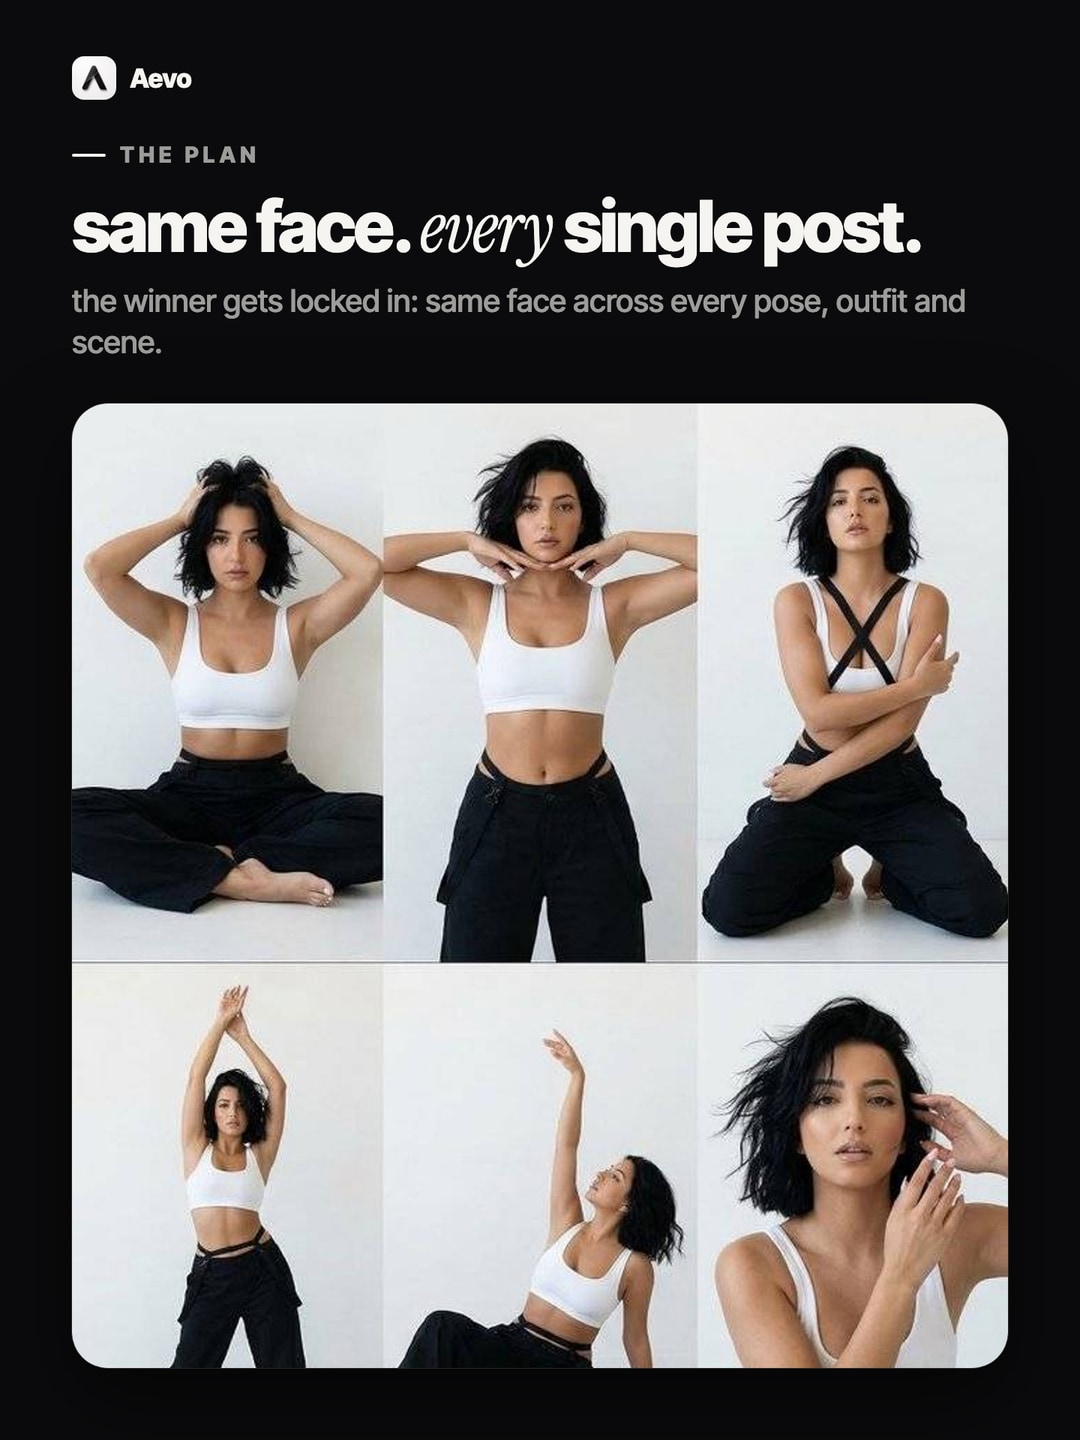 Aevo
THE PLAN
same face. every single post.
the winner gets locked in: same face across every pose, outfit and
scene.